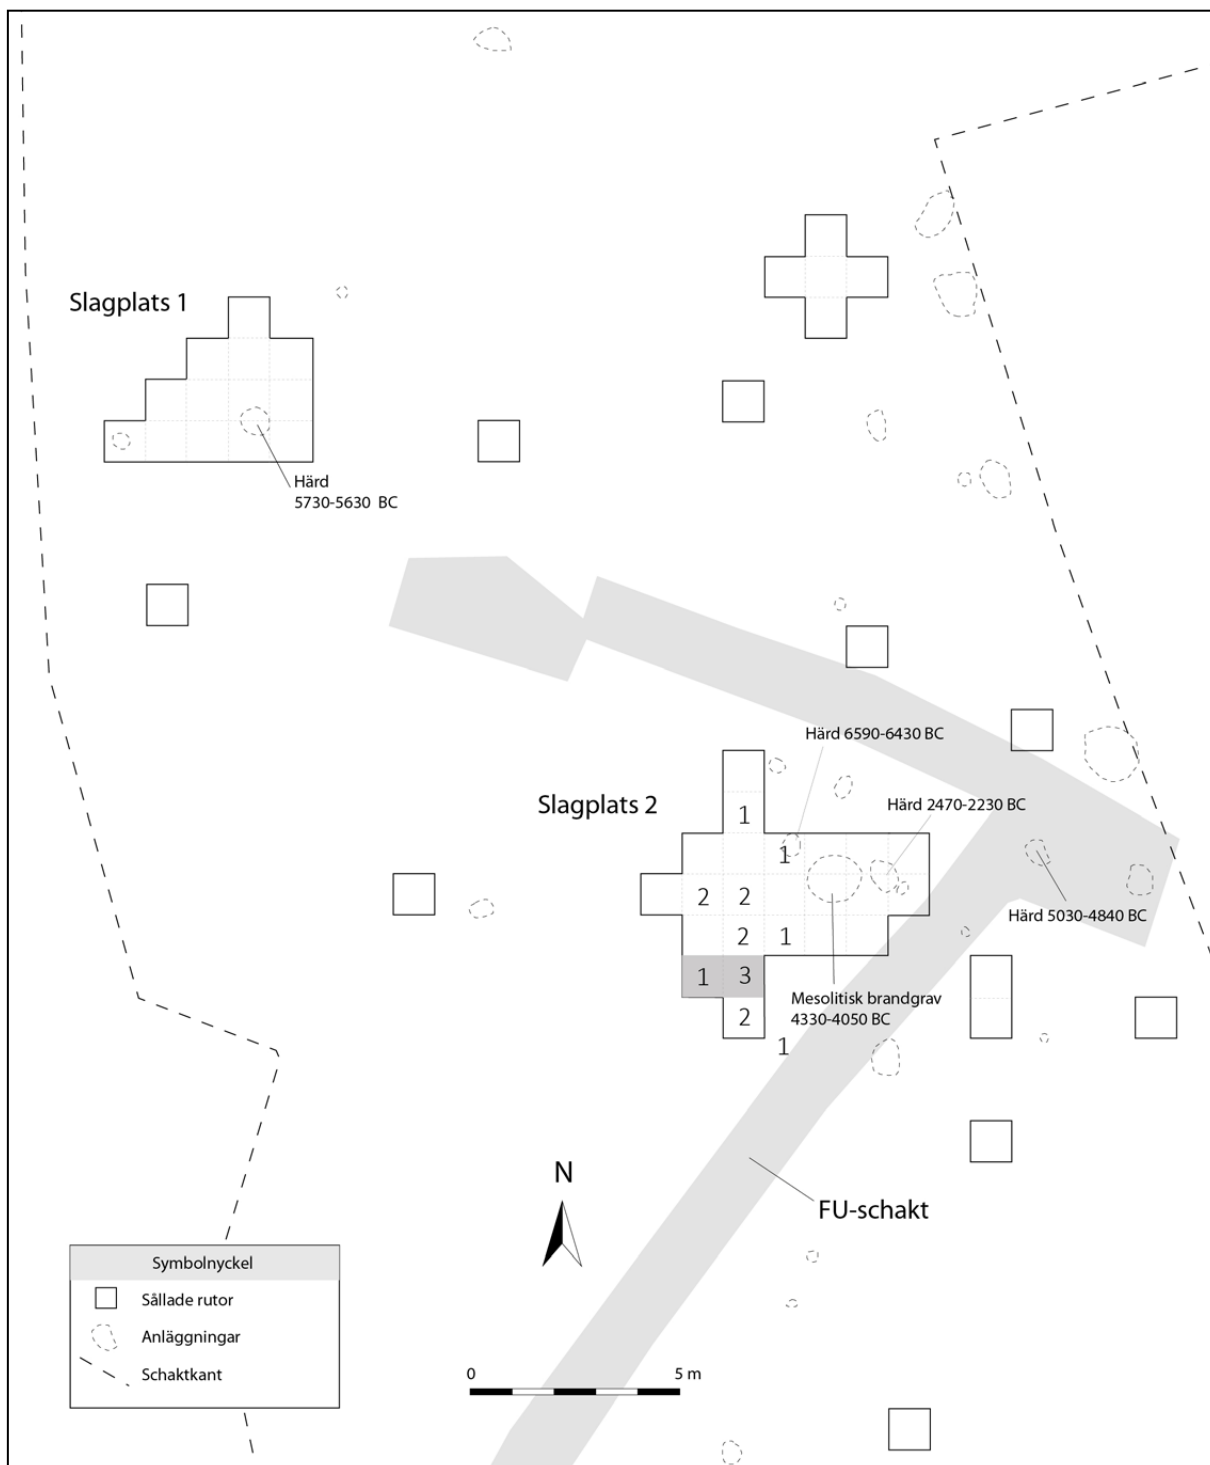 Slagplats 1
Härd
5730-5630 BC
Härd 6590-6430 BC
Slagplats 2
Härd 2470-2230 BC
1
1
2 2
2 1
1 3
2
1
Härd 5030-4840 BC
Mesolitisk brandgrav
4330-4050 BC
N
FU-schakt
Symbolnyckel
Sållade rutor
Anläggningar
Schaktkant
0 5 m